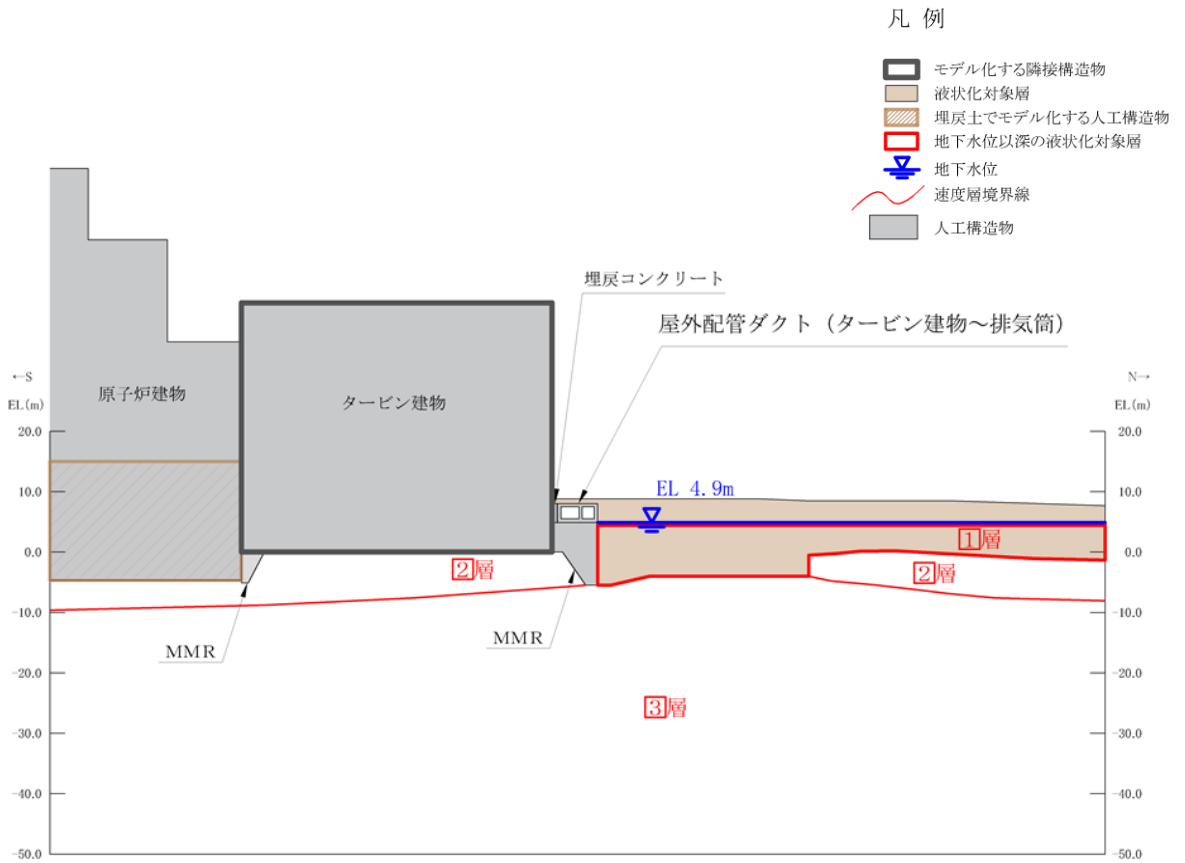 凡 例
モデル化する隣接構造物
液状化対象層
埋戻土でモデル化する人工構造物
地下水位以深の液状化対象層
地下水位
速度層境界線
人工構造物
埋戻コンクリート
屋外配管ダクト（タービン建物～排気筒）
←S
EL(m)
N→
EL(m)
原子炉建物
タービン建物
20.0
10.0
0.0
-10.0
-20.0
-30.0
-40.0
-50.0
EL 4.9m
1層
2層
2層
MMR
MMR
3層
20.0
10.0
0.0
-10.0
-20.0
-30.0
-40.0
-50.0